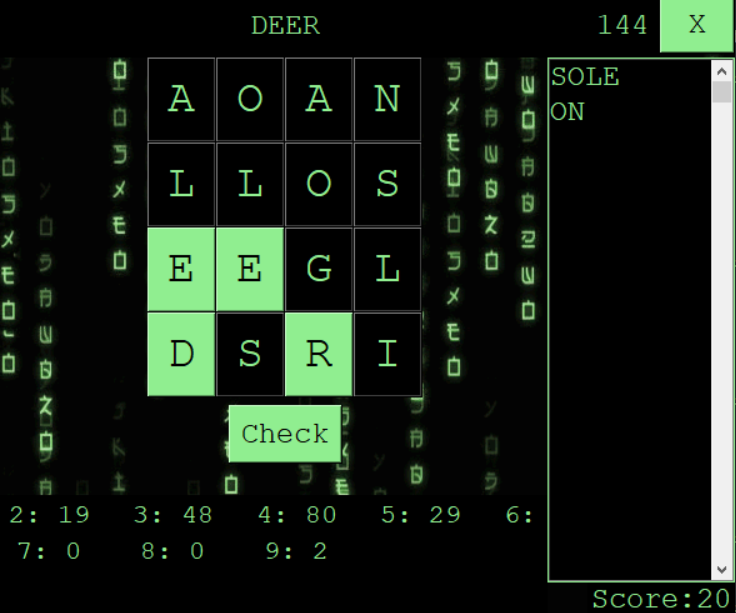 DEER 144 X
SOLE
ON
A O A N
L L O S
E E G L
D S R I
Check
2: 19 3: 48 4: 80 5: 29 6:
7: 0 8: 0 9: 2
Score:20